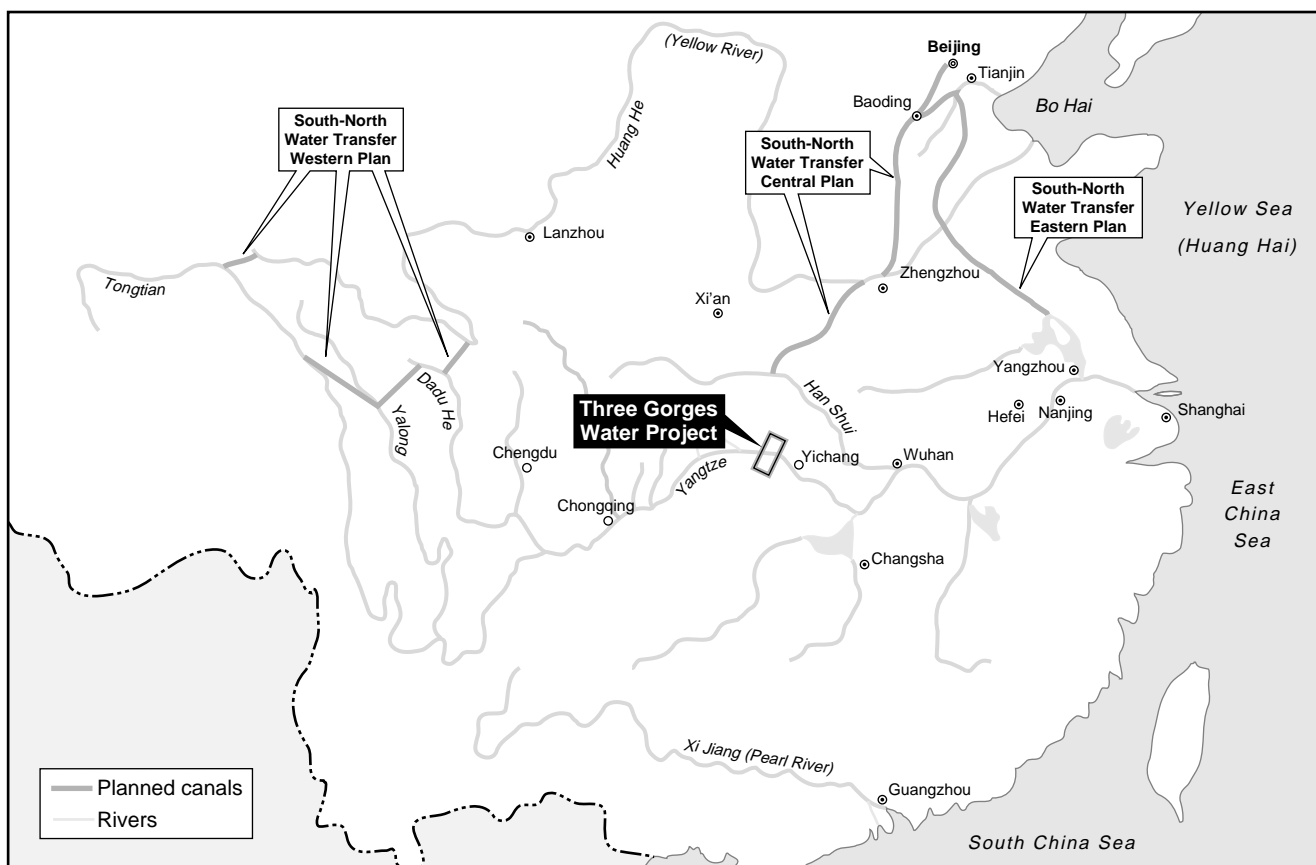 (Yellow River)
Beijing
Tianjin
Baoding
Bo Hai
South-North
Water Transfer
Western Plan
Huang He
South-North
Water Transfer
Central Plan
South-North
Water Transfer
Eastern Plan
Yellow Sea
(Huang Hai)
Lanzhou
Tongtian
Zhengzhou
Xi'an
Yangzhou
Dadu He
Han Shui
Three Gorges
Water Project
Hefei
Nanjing
Shanghai
Yalong
Chengdu
Yangtze
Yichang
Wuhan
Chongqing
East
China
Sea
Changsha
Xi Jiang (Pearl River)
Planned canals
Rivers
Guangzhou
South China Sea